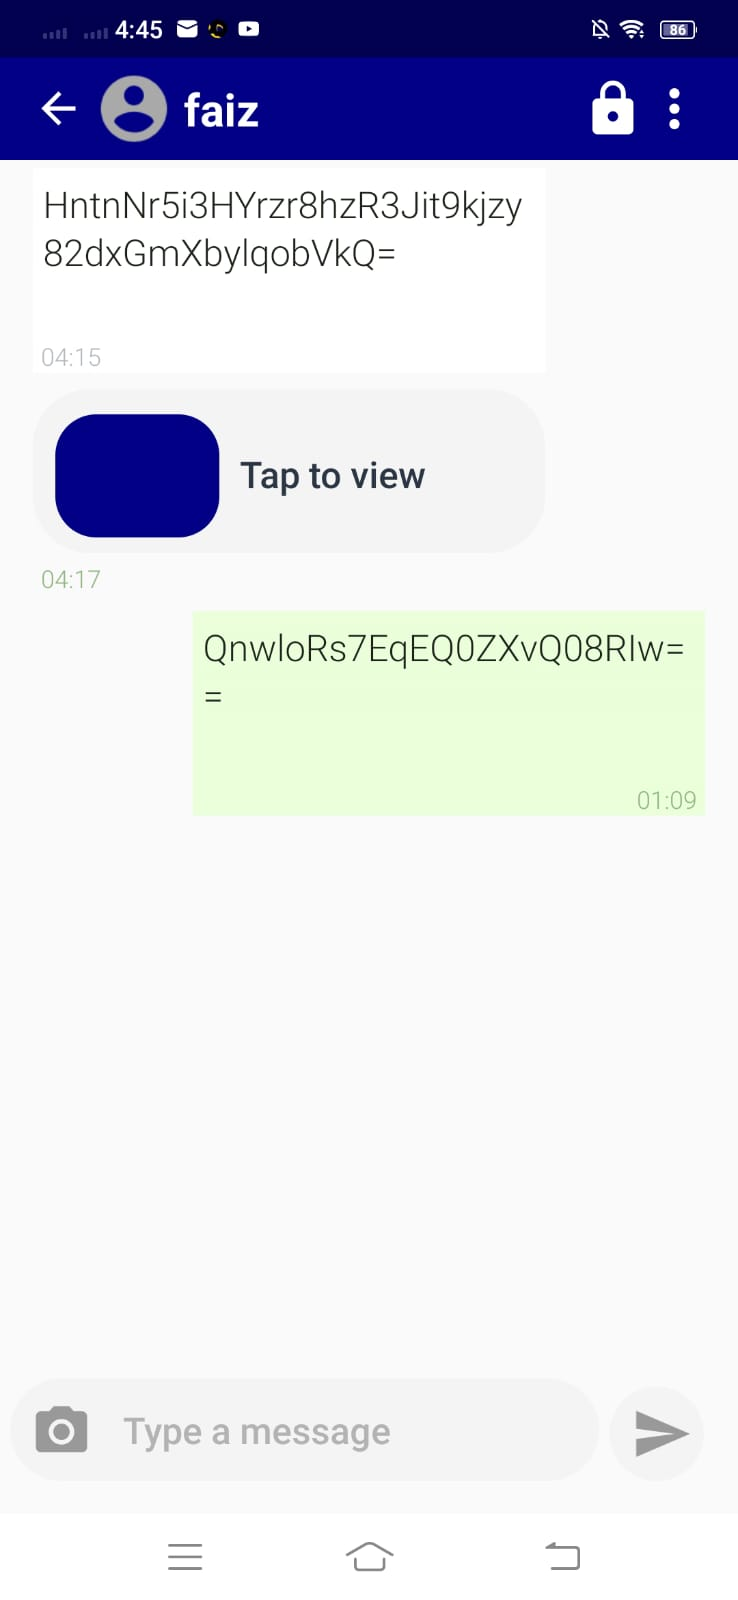 4:45
86
faiz
HntnNr5i3HYrzr8hzR3Jit9kjzy
82dxGmXbylqobVkQ=
04:15
Tap to view
04:17
QnwloRs7EqEQ0ZXvQ08RIw=
=
01:09
Type a message